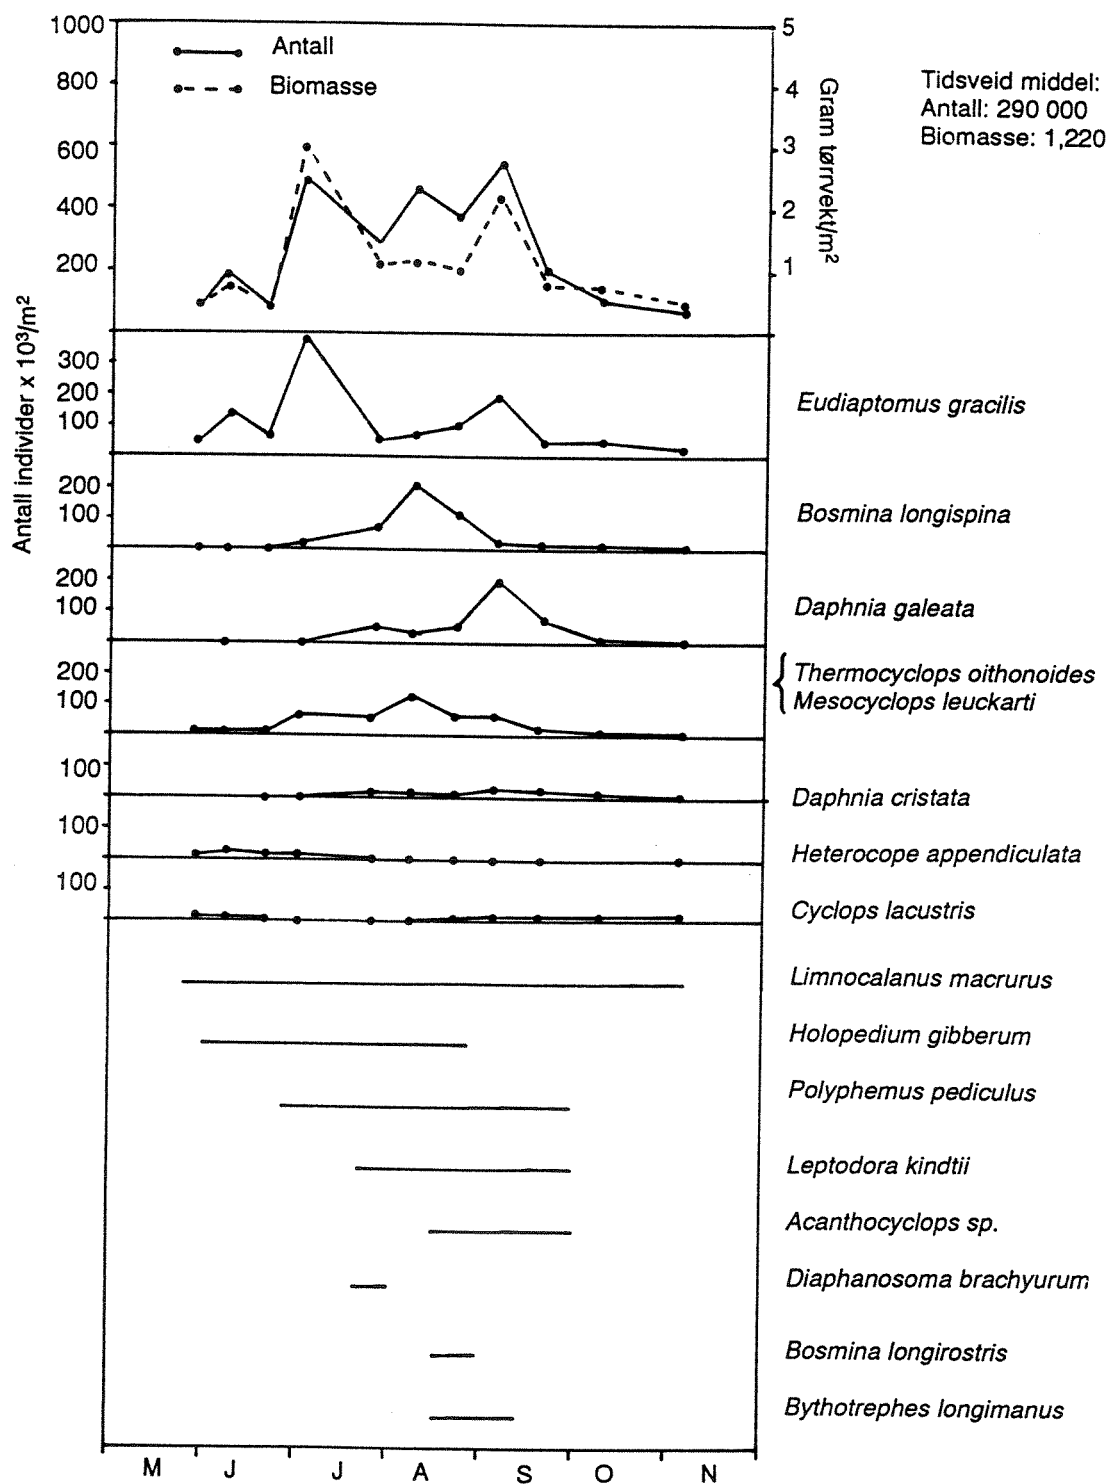 1000
800
600
400
200
Antall
Biomasse
5
4
3
2
1
Gram tørrvekt/m²
Tidsveid middel:
Antall: 290 000
Biomasse: 1,220
Antall individer x 10³/m²
300
200
100
Eudiaptomus gracilis
200
100
Bosmina longispina
200
100
Daphnia galeata
200
100
Thermocyclops oithonoides
Mesocyclops leuckarti
100
Daphnia cristata
100
Heterocope appendiculata
100
Cyclops lacustris
Limnocalanus macrurus
Holopedium gibberum
Polyphemus pediculus
Leptodora kindtii
Acanthocyclops sp.
Diaphanosoma brachyurum
Bosmina longirostris
Bythotrephes longimanus
M J J A S O N